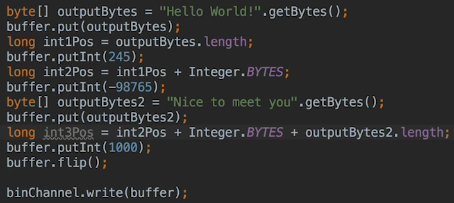 byte[] outputBytes = "Hello World!".getBytes();
buffer.put(outputBytes);
long int1Pos = outputBytes.length;
buffer.putInt(245);
long int2Pos = int1Pos + Integer.BYTES;
buffer.putInt(-98765);
byte[] outputBytes2 = "Nice to meet you".getBytes();
buffer.put(outputBytes2);
long int3Pos = int2Pos + Integer.BYTES + outputBytes2.length;
buffer.putInt(1000);
buffer.flip();
binChannel.write(buffer);